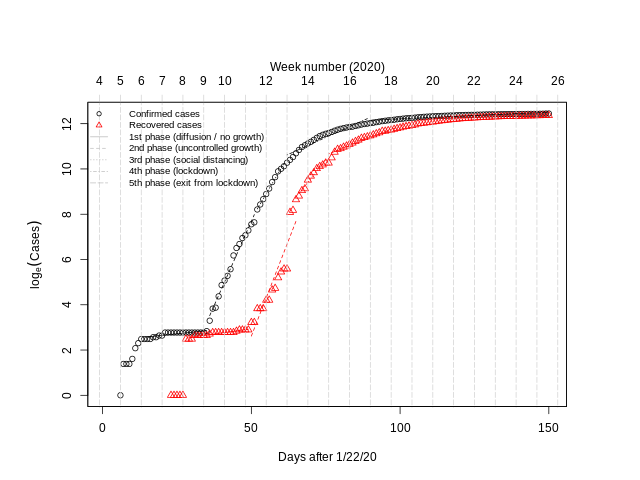 Week number (2020)
4 5 6 7 8 9 10 12 14 16 18 20 22 24 26
Confirmed cases
Recovered cases
1st phase (diffusion / no growth)
2nd phase (uncontrolled growth)
3rd phase (social distancing)
4th phase (lockdown)
5th phase (exit from lockdown)
12
10
8
6
4
2
0
logₑ(Cases)
0 50 100 150
Days after 1/22/20